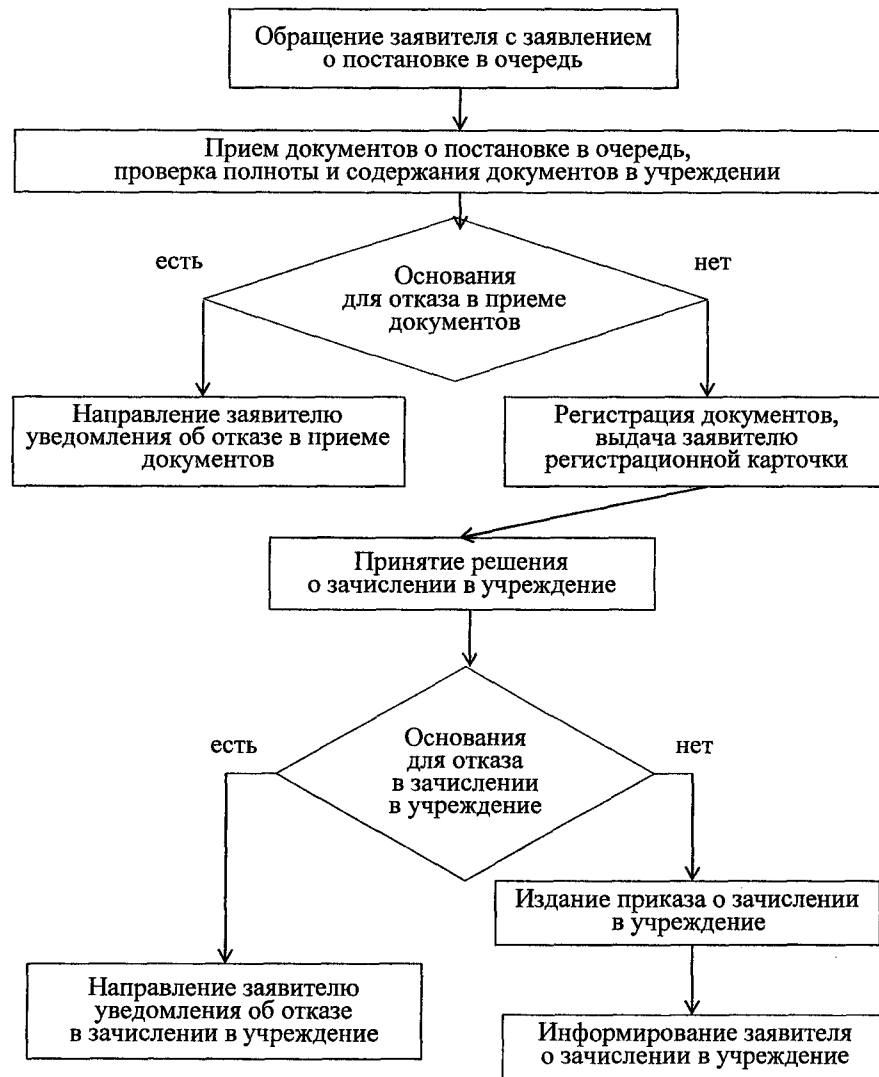 Обращение заявителя с заявлением
о постановке в очередь
Прием документов о постановке в очередь,
проверка полноты и содержания документов в учреждении
есть
нет
Основания
для отказа в приеме
документов
Направление заявителю
уведомления об отказе в приеме
документов
Регистрация документов,
выдача заявителю
регистрационной карточки
Принятие решения
о зачислении в учреждение
есть
нет
Основания
для отказа
в зачислении
в учреждение
Издание приказа о зачислении
в учреждение
Направление заявителю
уведомления об отказе
в зачислении в учреждение
Информирование заявителя
о зачислении в учреждение